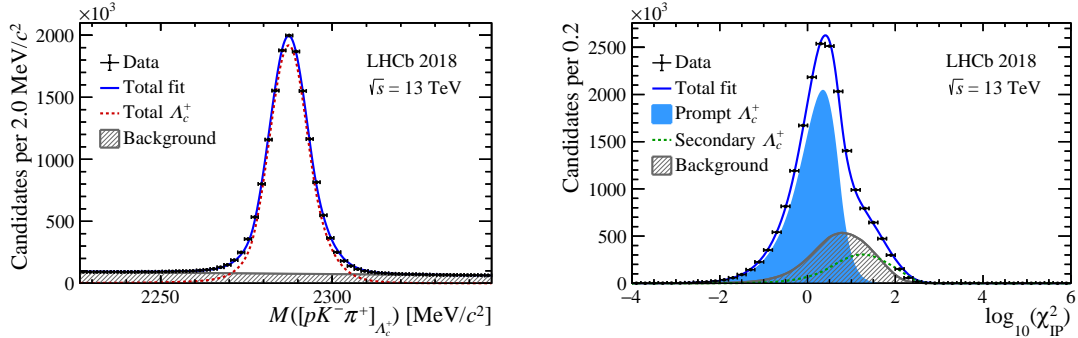 ×10³
Candidates per 2.0 MeV/c²
2000
1500
1000
500
0
LHCb 2018
√s = 13 TeV
Data
Total fit
Total Λc⁺
Background
2250
2300
M([pK⁻π⁺]Λc⁺) [MeV/c²]
×10³
Candidates per 0.2
2500
2000
1500
1000
500
0
LHCb 2018
√s = 13 TeV
Data
Total fit
Prompt Λc⁺
Secondary Λc⁺
Background
−4
−2
0
2
4
6
log₁₀(χ²IP)